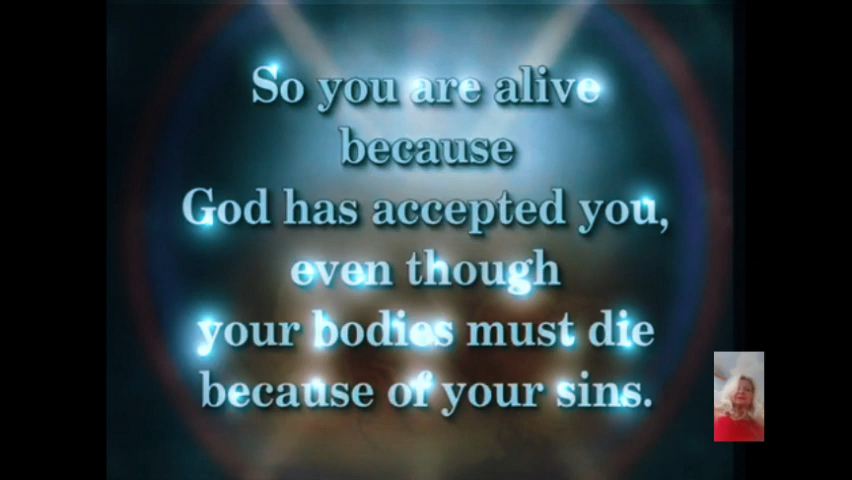 So you are alive
because
God has accepted you,
even though
your bodies must die
because of your sins.